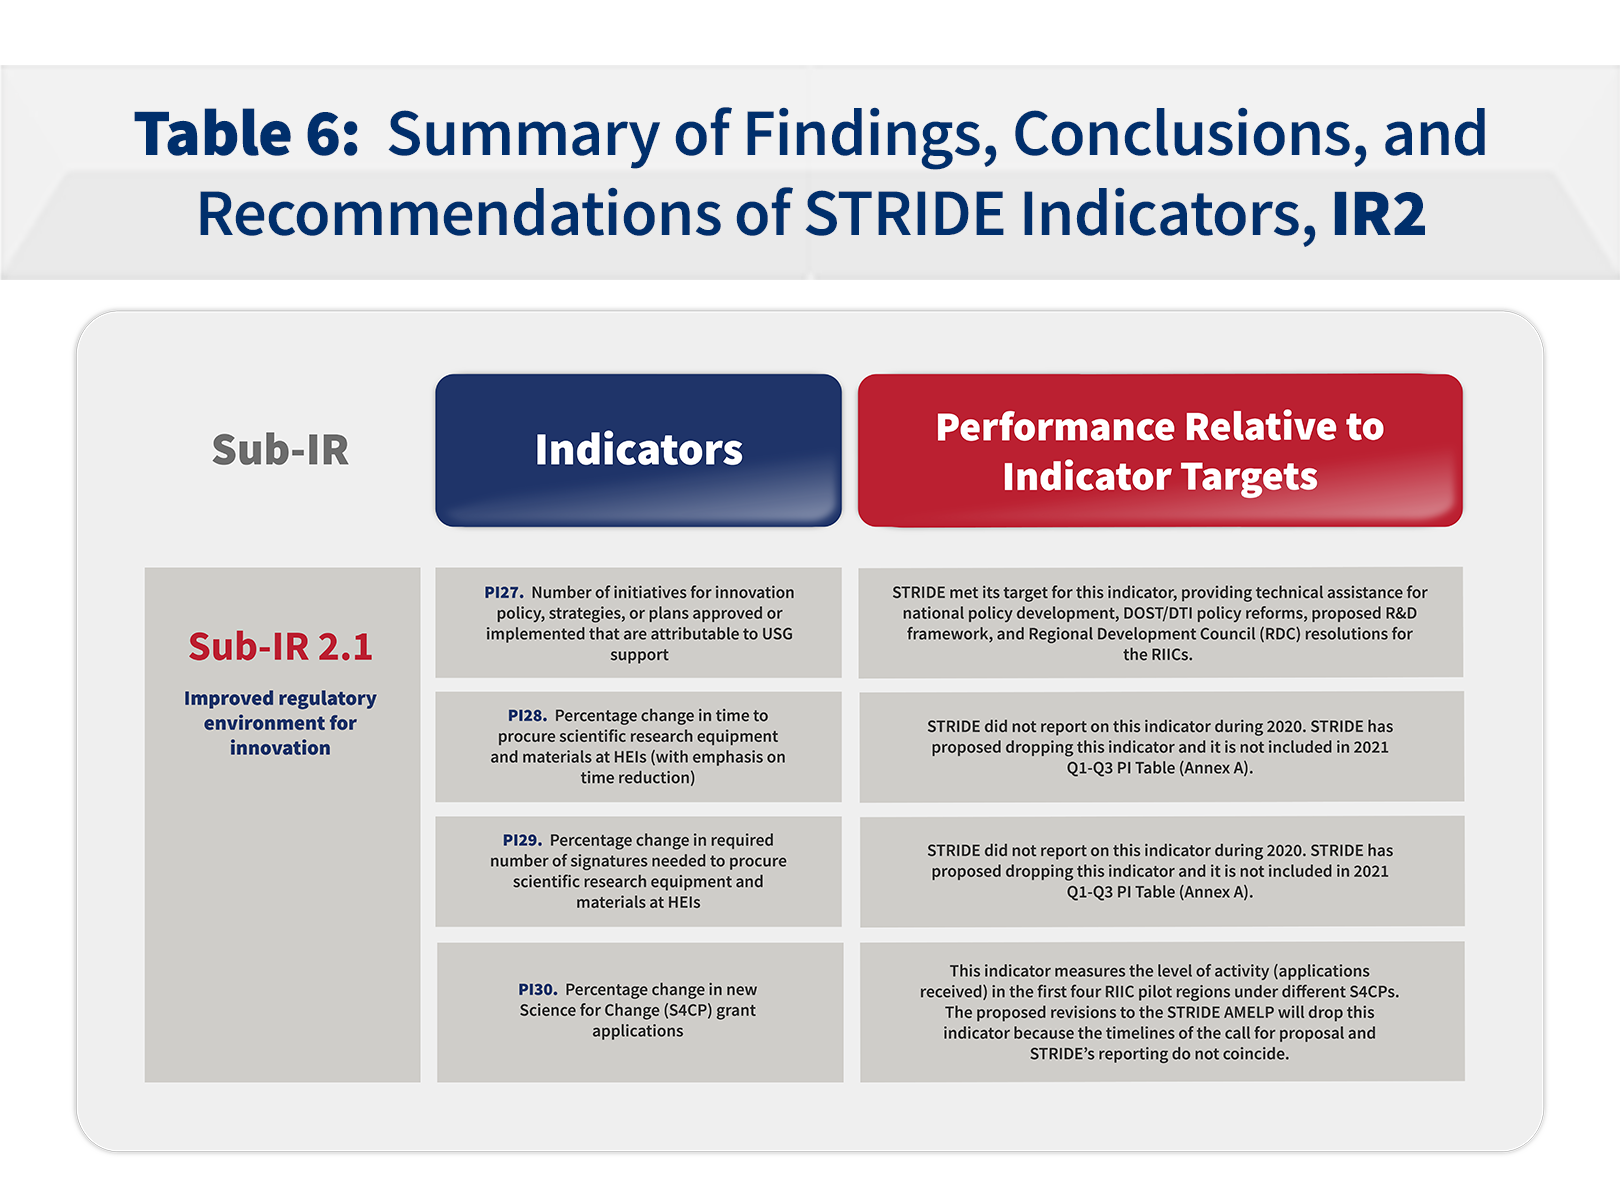 Table 6: Summary of Findings, Conclusions, and
Recommendations of STRIDE Indicators, IR2
Sub-IR
Indicators
Performance Relative to
Indicator Targets
Sub-IR 2.1
Improved regulatory
environment for
innovation
PI27. Number of initiatives for innovation
policy, strategies, or plans approved or
implemented that are attributable to USG
support
STRIDE met its target for this indicator, providing technical assistance for
national policy development, DOST/DTI policy reforms, proposed R&D
framework, and Regional Development Council (RDC) resolutions for
the RIICs.
PI28. Percentage change in time to
procure scientific research equipment
and materials at HEIs (with emphasis on
time reduction)
STRIDE did not report on this indicator during 2020. STRIDE has
proposed dropping this indicator and it is not included in 2021
Q1-Q3 PI Table (Annex A).
PI29. Percentage change in required
number of signatures needed to procure
scientific research equipment and
materials at HEIs
STRIDE did not report on this indicator during 2020. STRIDE has
proposed dropping this indicator and it is not included in 2021
Q1-Q3 PI Table (Annex A).
PI30. Percentage change in new
Science for Change (S4CP) grant
applications
This indicator measures the level of activity (applications
received) in the first four RIIC pilot regions under different S4CPs.
The proposed revisions to the STRIDE AMELP will drop this
indicator because the timelines of the call for proposal and
STRIDE’s reporting do not coincide.